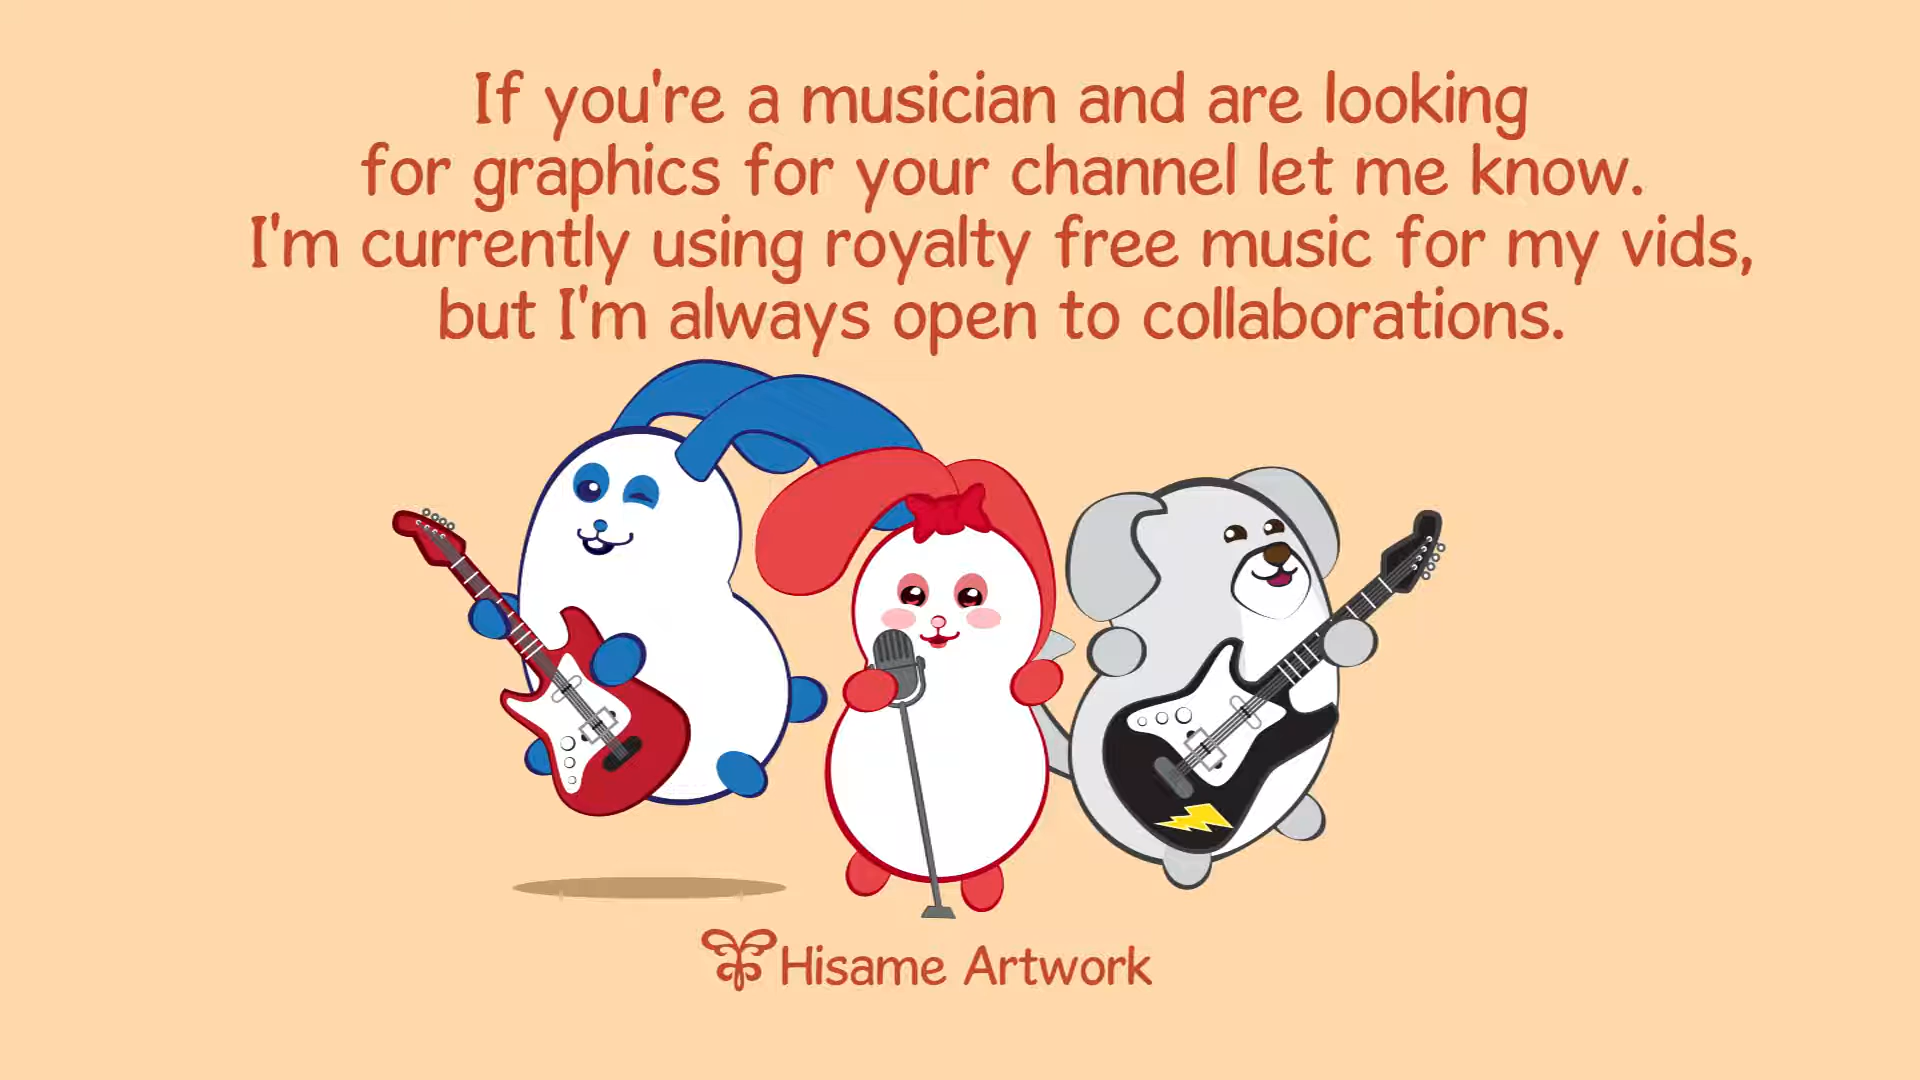 If you're a musician and are looking
for graphics for your channel let me know.
I'm currently using royalty free music for my vids,
but I'm always open to collaborations.
Hisame Artwork